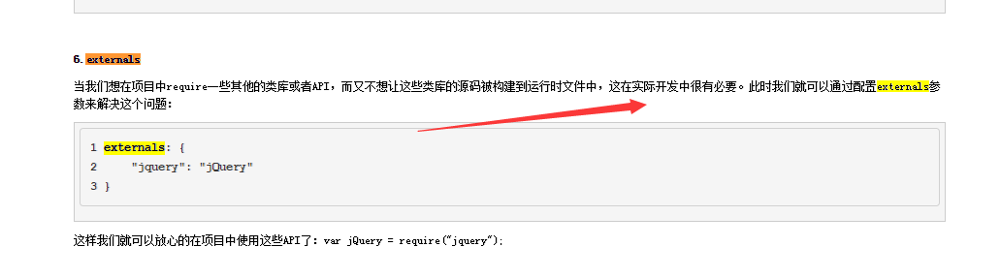 6. externals
当我们想在项目中require一些其他的类库或者API，而又不想让这些类库的源码被构建到运行时文件中，这在实际开发中很有必要。此时我们就可以通过配置externals参
数来解决这个问题：
1 externals: {
2     "jquery": "jQuery"
3 }
这样我们就可以放心的在项目中使用这些API了：var jQuery = require("jquery");